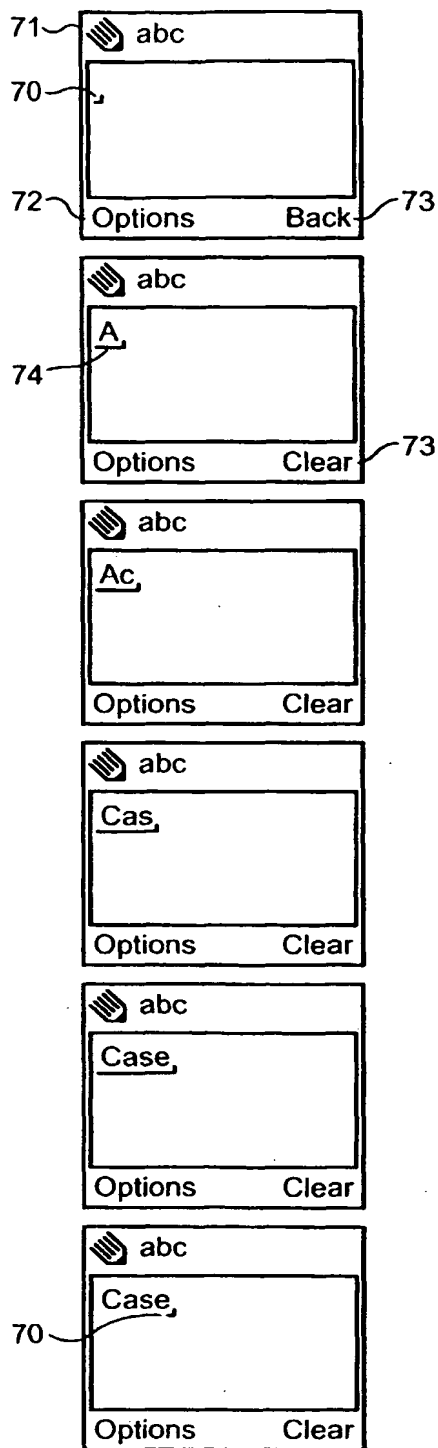 71 abc
70
72 Options Back 73
abc
A
74
Options Clear 73
abc
Ac
Options Clear
abc
Cas
Options Clear
abc
Case
Options Clear
abc
Case
70
Options Clear